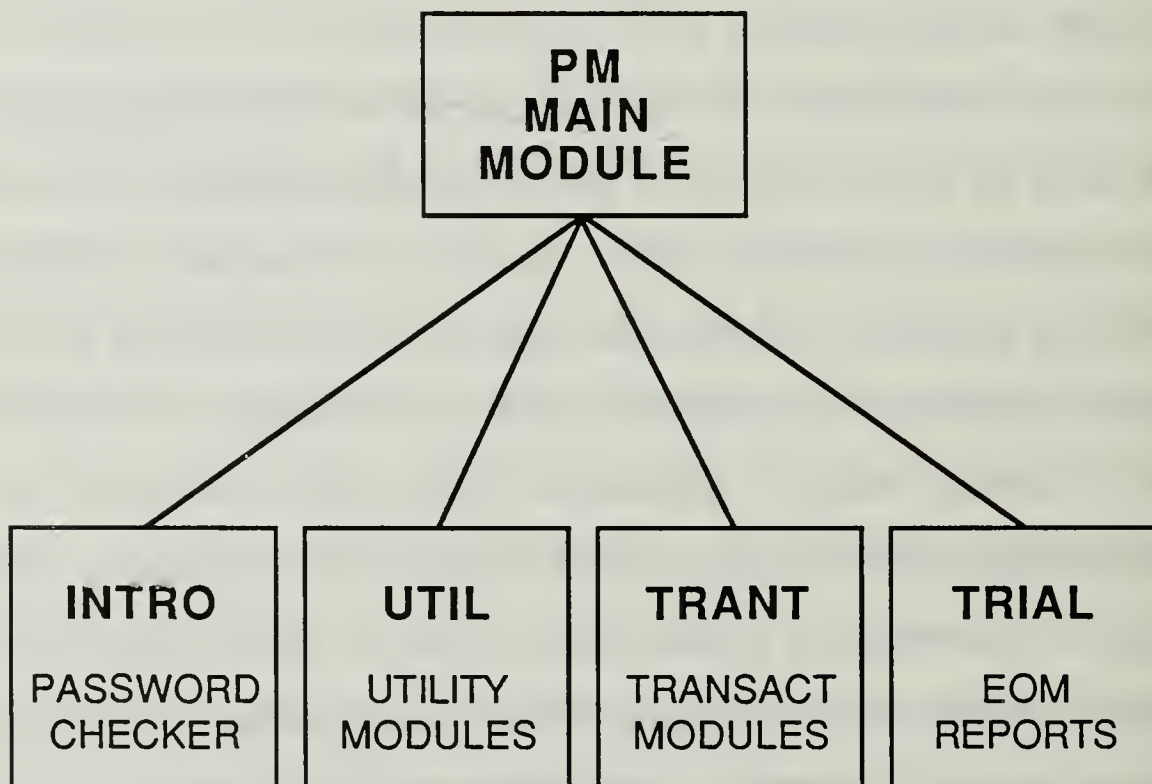 PM
MAIN
MODULE
INTRO
PASSWORD
CHECKER
UTIL
UTILITY
MODULES
TRANT
TRANSACT
MODULES
TRIAL
EOM
REPORTS